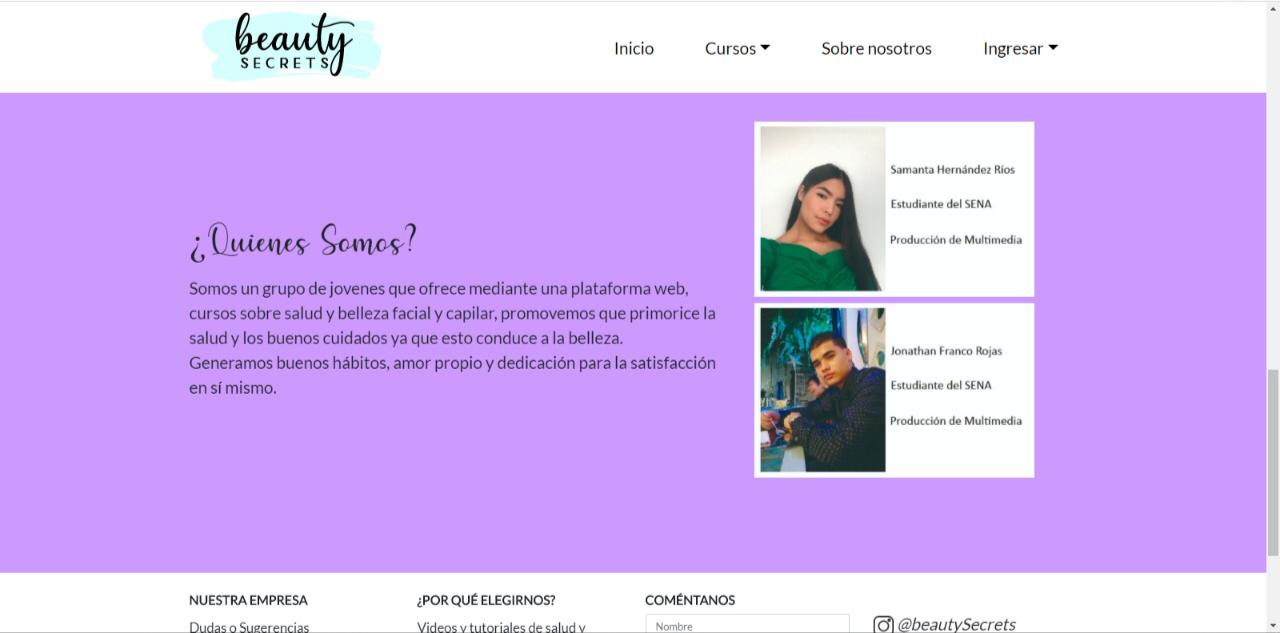 beauty
SECRETS
Inicio
Cursos
Sobre nosotros
Ingresar
¿Quienes Somos?
Somos un grupo de jovenes que ofrece mediante una plataforma web,
cursos sobre salud y belleza facial y capilar, promovemos que primorice la
salud y los buenos cuidados ya que esto conduce a la belleza.
Generamos buenos hábitos, amor propio y dedicación para la satisfacción
en sí mismo.
Samanta Hernández Ríos
Estudiante del SENA
Producción de Multimedia
Jonathan Franco Rojas
Estudiante del SENA
Producción de Multimedia
NUESTRA EMPRESA
Dudas o Sugerencias
¿POR QUÉ ELEGIRNOS?
Videos y tutoriales de salud y
COMÉNTANOS
Nombre
@beautySecrets